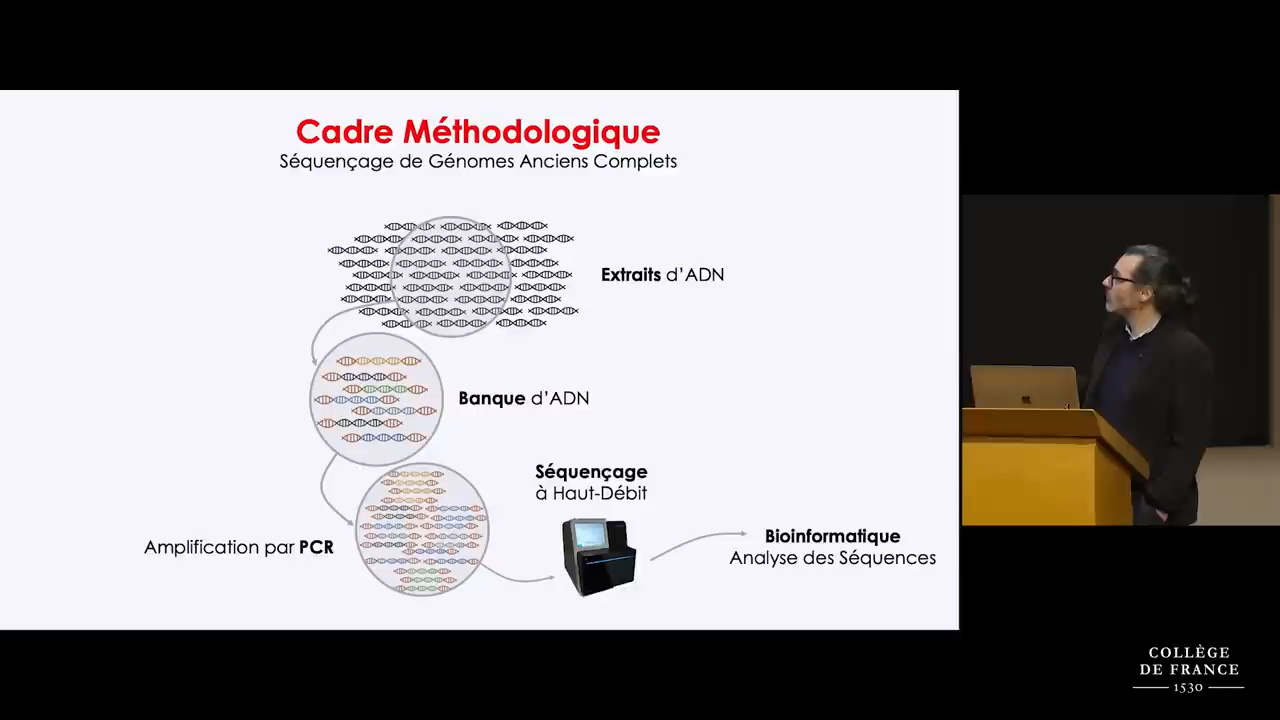 Cadre Méthodologique
Séquençage de Génomes Anciens Complets
Extraits d'ADN
Banque d'ADN
Séquençage
à Haut-Débit
Amplification par PCR
Bioinformatique
Analyse des Séquences
COLLÈGE
DE FRANCE
1530